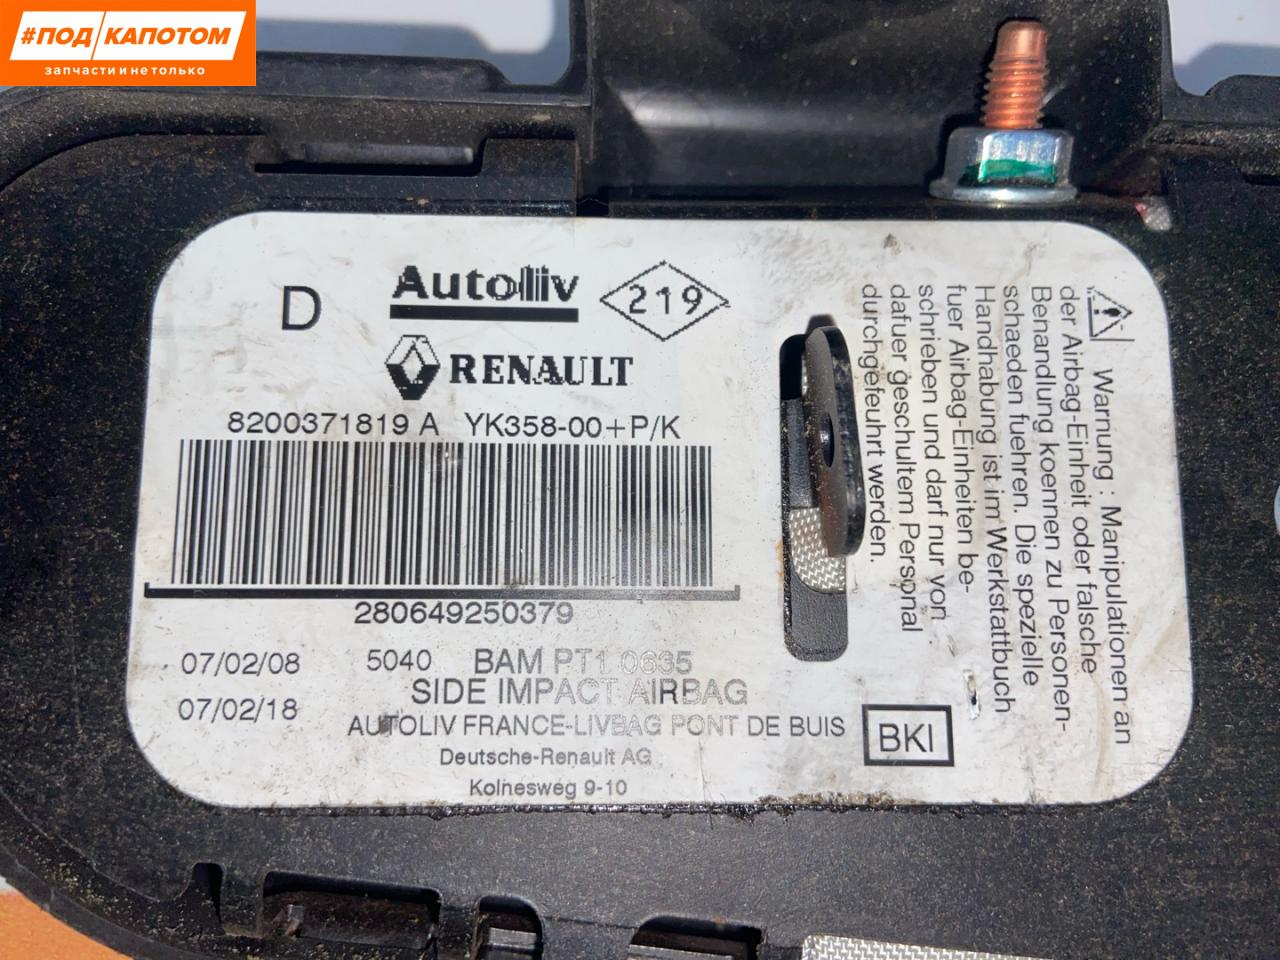 #ПОД КАПОТОМ
запчасти и не только
D
Autoliv
219
RENAULT
8200371819 A YK358-00+P/K
280649250379
07/02/08 5040 BAM PT1 0635
07/02/18 SIDE IMPACT AIRBAG
AUTOLIV FRANCE-LIVBAG PONT DE BUIS
Deutsche-Renault AG
Kolnesweg 9-10
BKI
Warnung : Manipulationen an
der Airbag-Einheit oder falsche
Benandlung koennen zu Personen-
schaeden fuehren. Die spezielle
Handhabung ist im Werkstattbuch
fuer Airbag-Einheiten be-
schrieben und darf nur von
dafuer geschultem Personal
durchgefeuhrt werden.